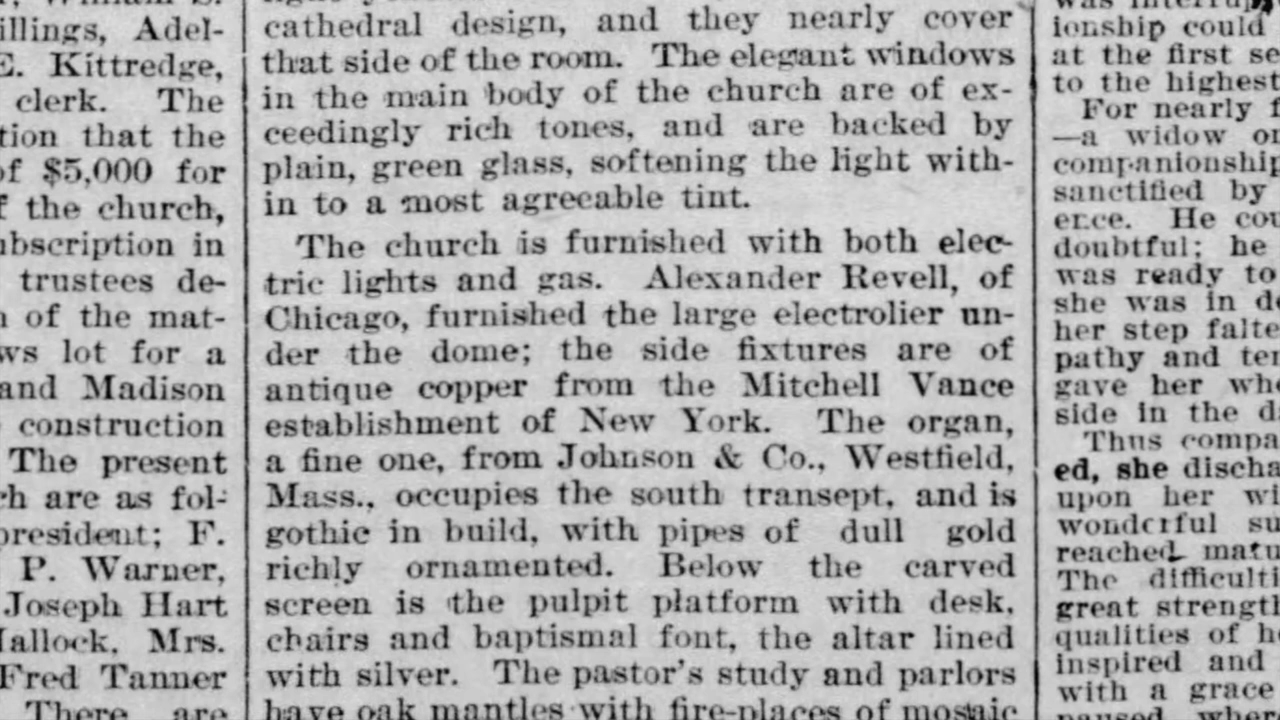 illings, Adel-
E. Kittredge,
clerk. The
tion that the
of $5,000 for
f the church,
ubscription in
trustees de-
n of the mat-
ws lot for a
and Madison
construction
The present
ch are as fol-
president; F.
P. Warner,
Joseph Hart
Hallock, Mrs.
Fred Tanner
There are
cathedral design, and they nearly cover
that side of the room. The elegant windows
in the main body of the church are of ex-
ceedingly rich tones, and are backed by
plain, green glass, softening the light with-
in to a most agreeable tint.
The church is furnished with both elec-
tric lights and gas. Alexander Revell, of
Chicago, furnished the large electrolier un-
der the dome; the side fixtures are of
antique copper from the Mitchell Vance
establishment of New York. The organ,
a fine one, from Johnson & Co., Westfield,
Mass., occupies the south transept, and is
gothic in build, with pipes of dull gold
richly ornamented. Below the carved
screen is the pulpit platform with desk,
chairs and baptismal font, the altar lined
with silver. The pastor's study and parlors
have oak mantles with fire-places of mosaic
ionship could
at the first se
to the highest
For nearly f
—a widow or
companionship
sanctified by
ence. He cou
doubtful; he
was ready to
she was in de
her step falte
pathy and ten
gave her who
side in the d
Thus compa
ed, she discha
upon her wi
wonderful su
reached matu
The difficulti
great strength
qualities of he
inspired and
with a grace